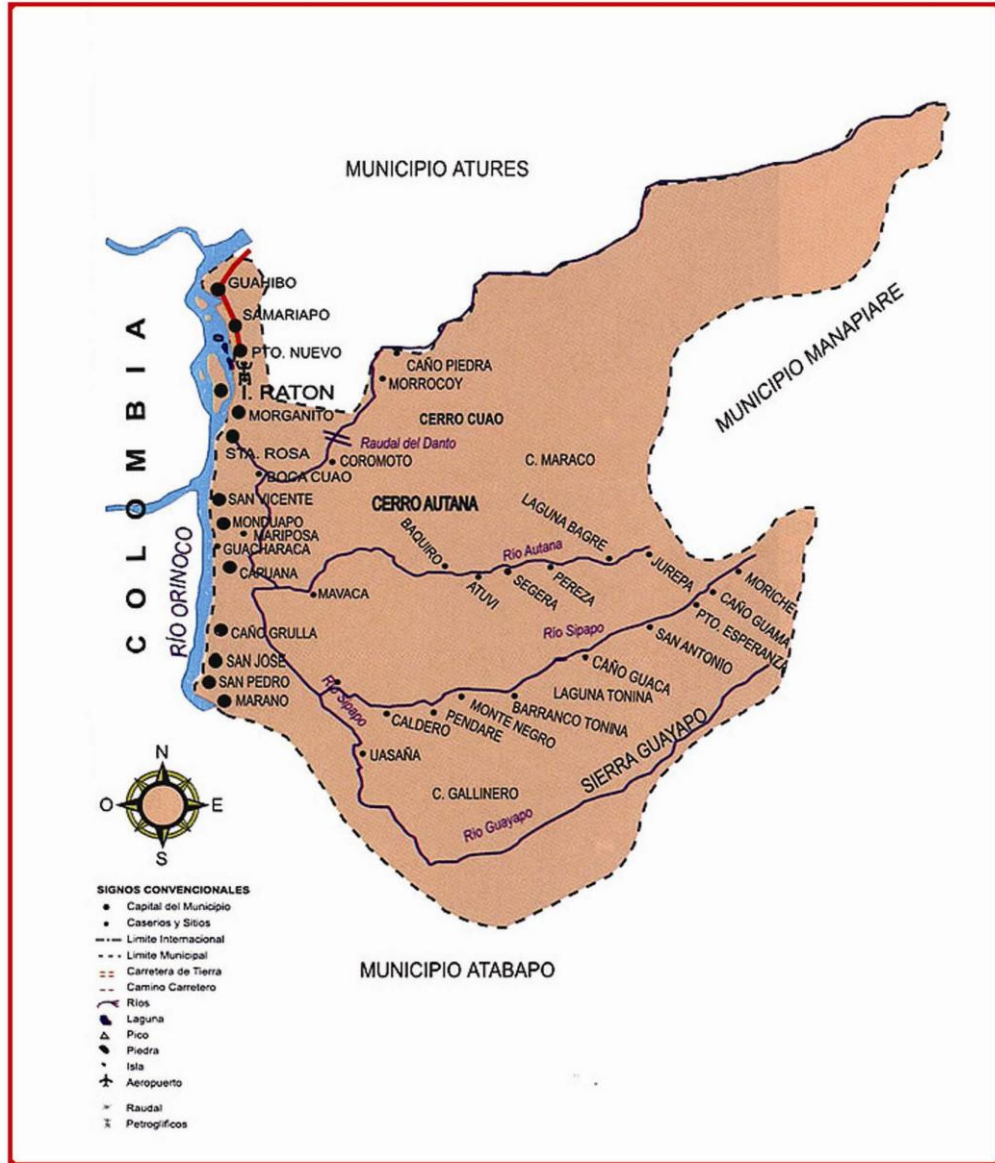 MUNICIPIO ATURES
MUNICIPIO MANAPIARE
COLOMBIA
RÍO ORINOCO
GUAHIBO
SAMARIAPO
PTO. NUEVO
I. RATON
MORGANITO
STA. ROSA
BOCA CUAO
SAN VICENTE
MONDUAPO
MARIPOSA
GUACHARACA
CARUANA
CAÑO GRULLA
SAN JOSE
SAN PEDRO
MARANO
CAÑO PIEDRA
MORROCOY
CERRO CUAO
Raudal del Danto
COROMOTO
C. MARACO
CERRO AUTANA
BAQUIRO
LAGUNA BAGRE
Río Autana
ATUVI
SEGERA
PEREZA
JUREPA
MORICHE
CAÑO GUAMA
PTO. ESPERANZA
MAVACA
Río Sipapo
SAN ANTONIO
CAÑO GUACA
LAGUNA TONINA
BARRANCO TONINA
MONTE NEGRO
PENDARE
CALDERO
Río Sipapo
UASAÑA
SIERRA GUAYAPO
C. GALLINERO
Río Guayapo
MUNICIPIO ATABAPO
N
O
E
S
SIGNOS CONVENCIONALES
Capital del Municipio
Caserios y Sitios
Limite Internacional
Limite Municipal
Carretera de Tierra
Camino Carretero
Ríos
Laguna
Pico
Piedra
Isla
Aeropuerto
Raudal
Petroglificos